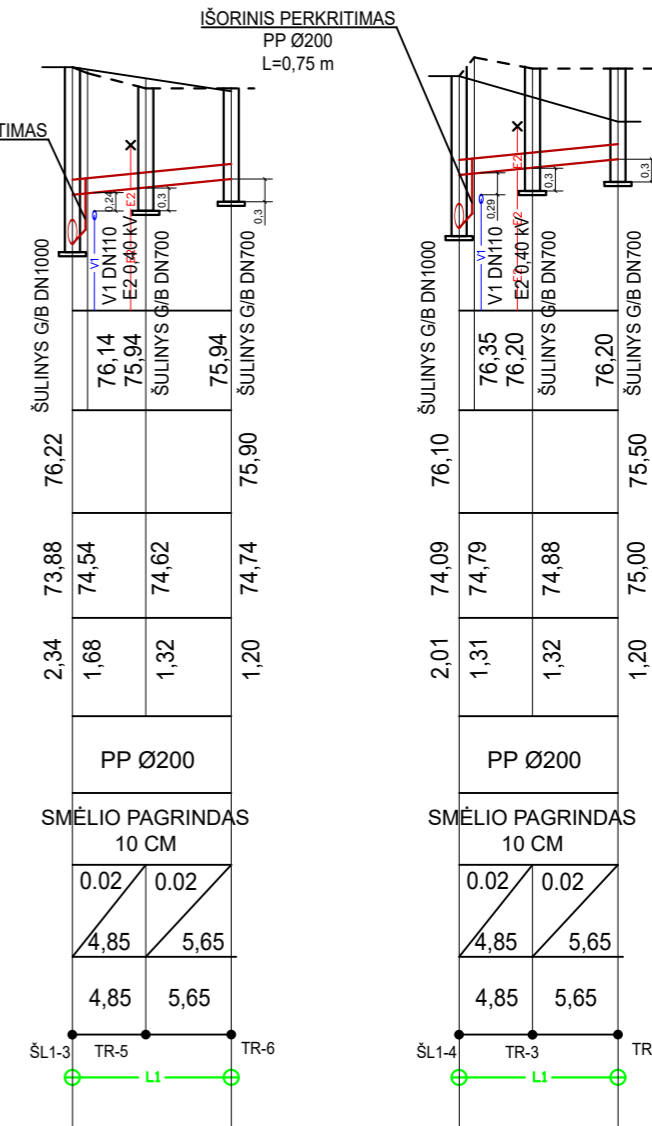 IŠORINIS PERKRITIMAS
PP Ø200
L=0,75 m
TIMAS
0,24
0,3
0,3
V1
E2
V1 DN110
E2 0,40 kV
ŠULINYS G/B DN1000
ŠULINYS G/B DN700
ŠULINYS G/B DN700
76,14
75,94
75,94
76,22
75,90
73,88
74,54
74,62
74,74
2,34
1,68
1,32
1,20
PP Ø200
SMĖLIO PAGRINDAS
10 CM
0.02
0.02
4,85
5,65
4,85
5,65
ŠL1-3
TR-5
TR-6
L1
0,29
0,3
0,3
V1
E2
E2
E2
V1 DN110
E2 0,40 kV
ŠULINYS G/B DN1000
ŠULINYS G/B DN700
ŠULINYS G/B DN700
76,35
76,20
76,20
76,10
75,50
74,09
74,79
74,88
75,00
2,01
1,31
1,32
1,20
PP Ø200
SMĖLIO PAGRINDAS
10 CM
0.02
0.02
4,85
5,65
4,85
5,65
ŠL1-4
TR-3
TR
L1